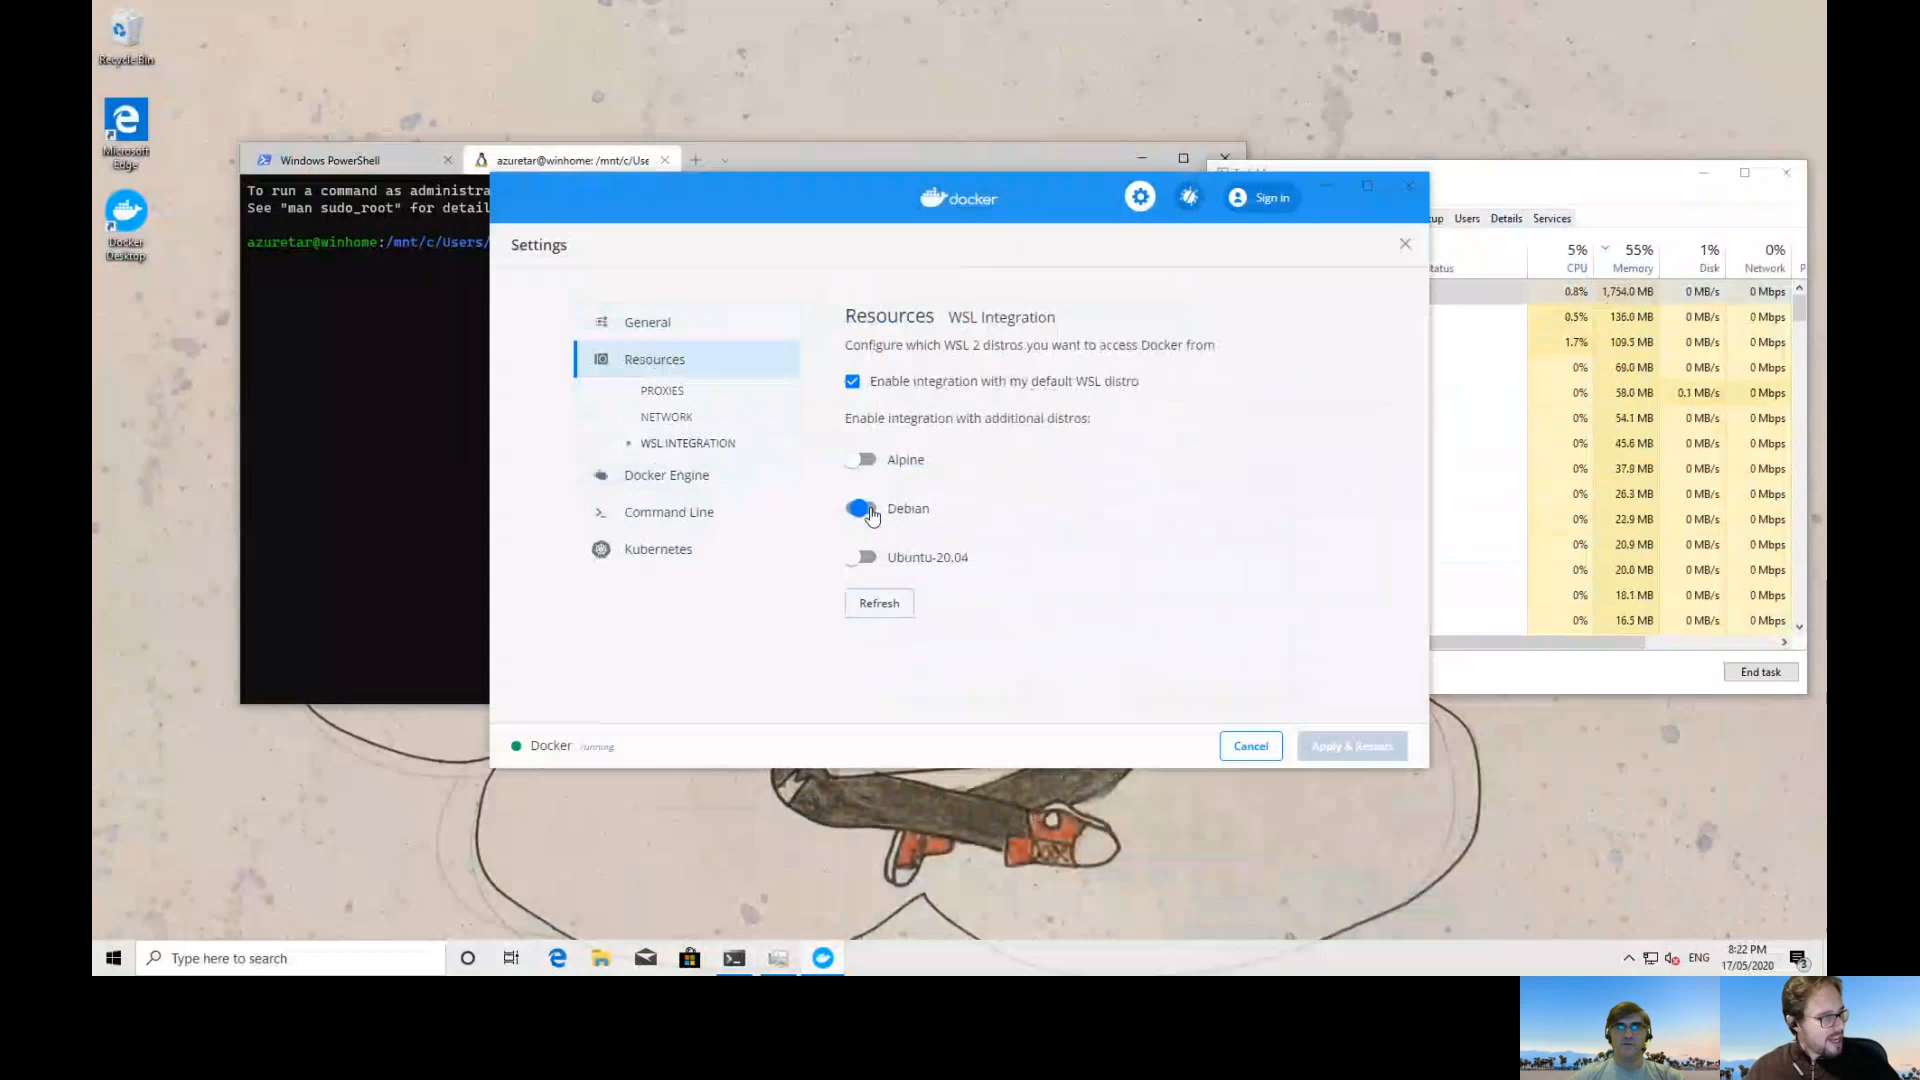 Recycle Bin
Microsoft Edge
Docker Desktop
Windows PowerShell
azuretar@winhome: /mnt/c/Use
To run a command as administra
See "man sudo_root" for detail
azuretar@winhome:/mnt/c/Users/
docker
Sign in
Settings
General
Resources
PROXIES
NETWORK
WSL INTEGRATION
Docker Engine
Command Line
Kubernetes
Resources WSL Integration
Configure which WSL 2 distros you want to access Docker from
Enable integration with my default WSL distro
Enable integration with additional distros:
Alpine
Debian
Ubuntu-20.04
Refresh
Docker running
Cancel
Apply & Restart
tup Users Details Services
5% 55% 1% 0%
tatus CPU Memory Disk Network P
0.8% 1,754.0 MB 0 MB/s 0 Mbps
0.5% 136.0 MB 0 MB/s 0 Mbps
1.7% 109.5 MB 0 MB/s 0 Mbps
0% 69.0 MB 0 MB/s 0 Mbps
0% 58.0 MB 0.1 MB/s 0 Mbps
0% 54.1 MB 0 MB/s 0 Mbps
0% 45.6 MB 0 MB/s 0 Mbps
0% 37.9 MB 0 MB/s 0 Mbps
0% 26.3 MB 0 MB/s 0 Mbps
0% 22.9 MB 0 MB/s 0 Mbps
0% 20.9 MB 0 MB/s 0 Mbps
0% 20.0 MB 0 MB/s 0 Mbps
0% 18.1 MB 0 MB/s 0 Mbps
0% 16.5 MB 0 MB/s 0 Mbps
End task
Type here to search
ENG
8:22 PM
17/05/2020
3